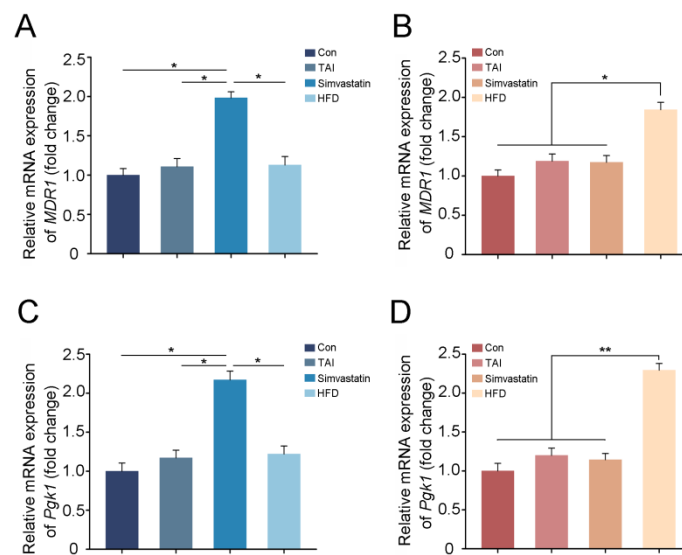 A
Relative mRNA expression
of MDR1 (fold change)
2.5
2.0
1.5
1.0
0.5
0
*
*
*
Con
TAI
Simvastatin
HFD
B
Relative mRNA expression
of MDR1 (fold change)
2.5
2.0
1.5
1.0
0.5
0
*
Con
TAI
Simvastatin
HFD
C
Relative mRNA expression
of Pgk1 (fold change)
2.5
2.0
1.5
1.0
0.5
0
*
*
*
Con
TAI
Simvastatin
HFD
D
Relative mRNA expression
of Pgk1 (fold change)
2.5
2.0
1.5
1.0
0.5
0
**
Con
TAI
Simvastatin
HFD